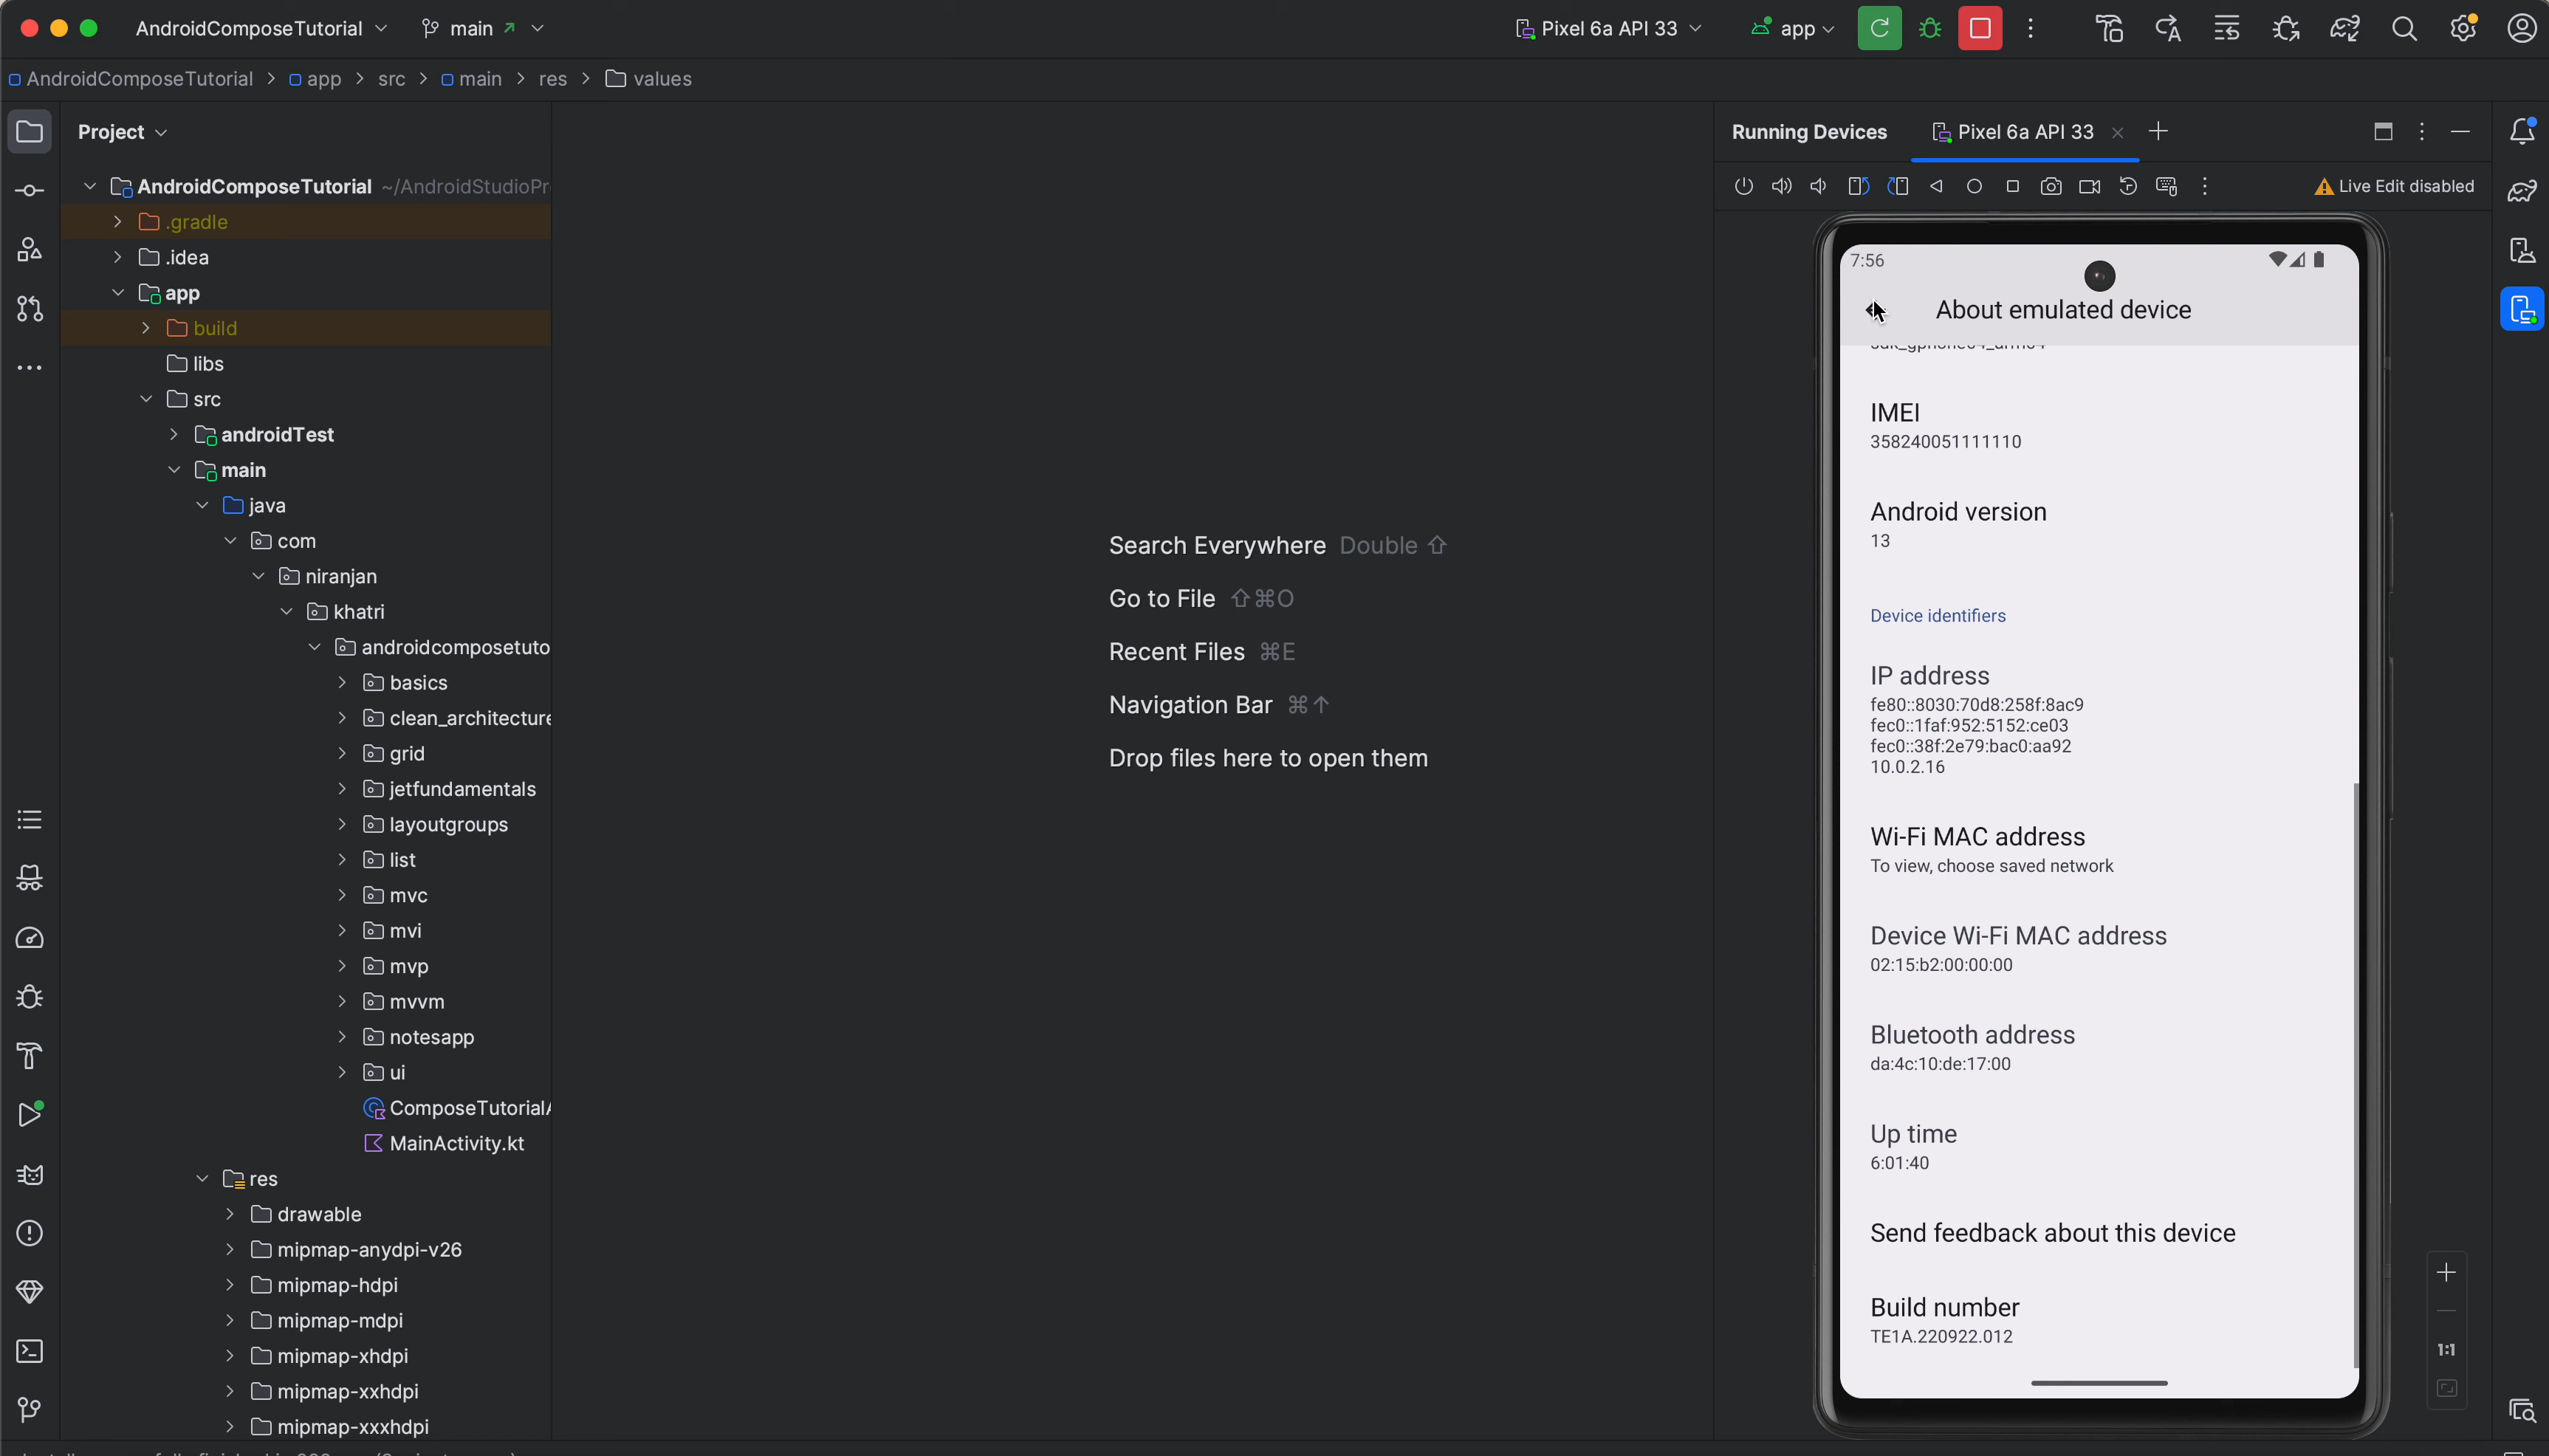 AndroidComposeTutorial main Pixel 6a API 33 app
AndroidComposeTutorial app src main res values
Project
AndroidComposeTutorial ~/AndroidStudioPr
.gradle
.idea
app
build
libs
src
androidTest
main
java
com
niranjan
khatri
androidcomposetuto
basics
clean_architecture
grid
jetfundamentals
layoutgroups
list
mvc
mvi
mvp
mvvm
notesapp
ui
ComposeTutorialA
MainActivity.kt
res
drawable
mipmap-anydpi-v26
mipmap-hdpi
mipmap-mdpi
mipmap-xhdpi
mipmap-xxhdpi
mipmap-xxxhdpi
Search Everywhere Double ⇧
Go to File ⇧⌘O
Recent Files ⌘E
Navigation Bar ⌘↑
Drop files here to open them
Running Devices Pixel 6a API 33
Live Edit disabled
7:56
About emulated device
IMEI
358240051111110
Android version
13
Device identifiers
IP address
fe80::8030:70d8:258f:8ac9
fec0::1faf:952:5152:ce03
fec0::38f:2e79:bac0:aa92
10.0.2.16
Wi-Fi MAC address
To view, choose saved network
Device Wi-Fi MAC address
02:15:b2:00:00:00
Bluetooth address
da:4c:10:de:17:00
Up time
6:01:40
Send feedback about this device
Build number
TE1A.220922.012
1:1